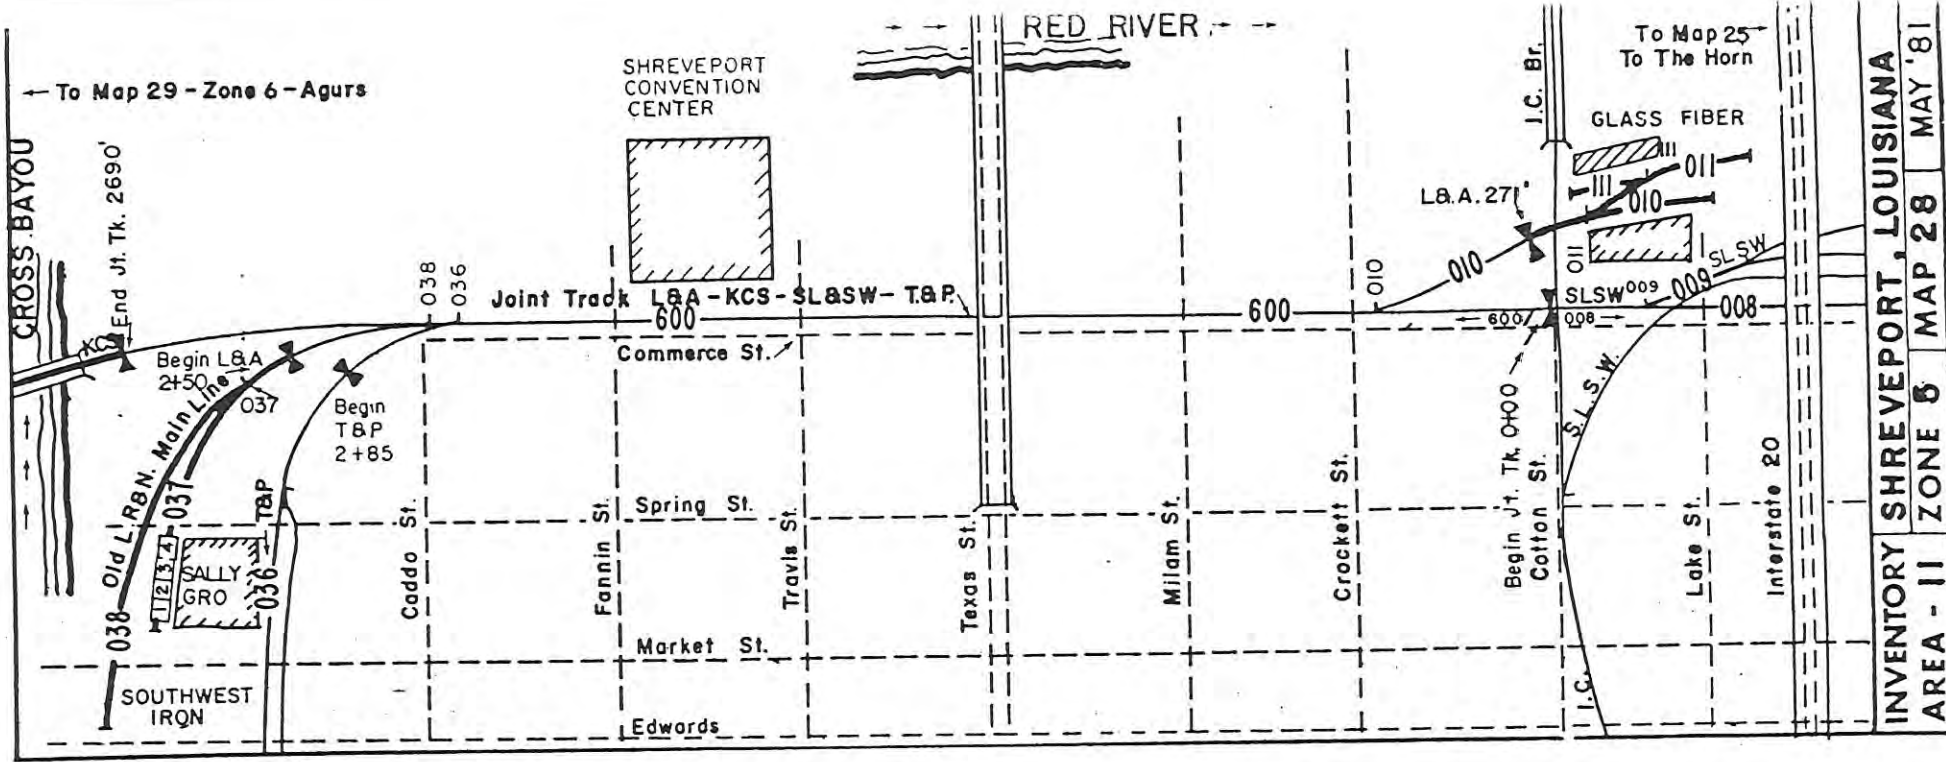 ← To Map 29 - Zone 6 - Agurs
RED RIVER
SHREVEPORT
CONVENTION
CENTER
I.C. Br.
To Map 25
To The Horn
GLASS FIBER
CROSS BAYOU
End Jt. Tk. 2690'
KCS
Begin L&A
2+50
037
Begin
T&P
2+85
038
036
Joint Track L&A-KCS-SL&SW-T&P.
600
Commerce St.
600
010
010
L&A. 271'
111
111
011
010
011
SLSW
009
SLSW
009
008
600
008
Old L.R&N. Main Line
037
038
T&P
036
1 2 3, 4
SALLY
GRO
SOUTHWEST
IRON
Caddo St.
Fannin St.
Travis St.
Texas St.
Milam St.
Crockett St.
Begin Jt. Tk. 0+00
Cotton St.
S.L.S.W.
I.C.
Lake St.
Interstate 20
Spring St.
Market St.
Edwards
INVENTORY SHREVEPORT, LOUISIANA
AREA - 11 ZONE 5 MAP 28 MAY '81